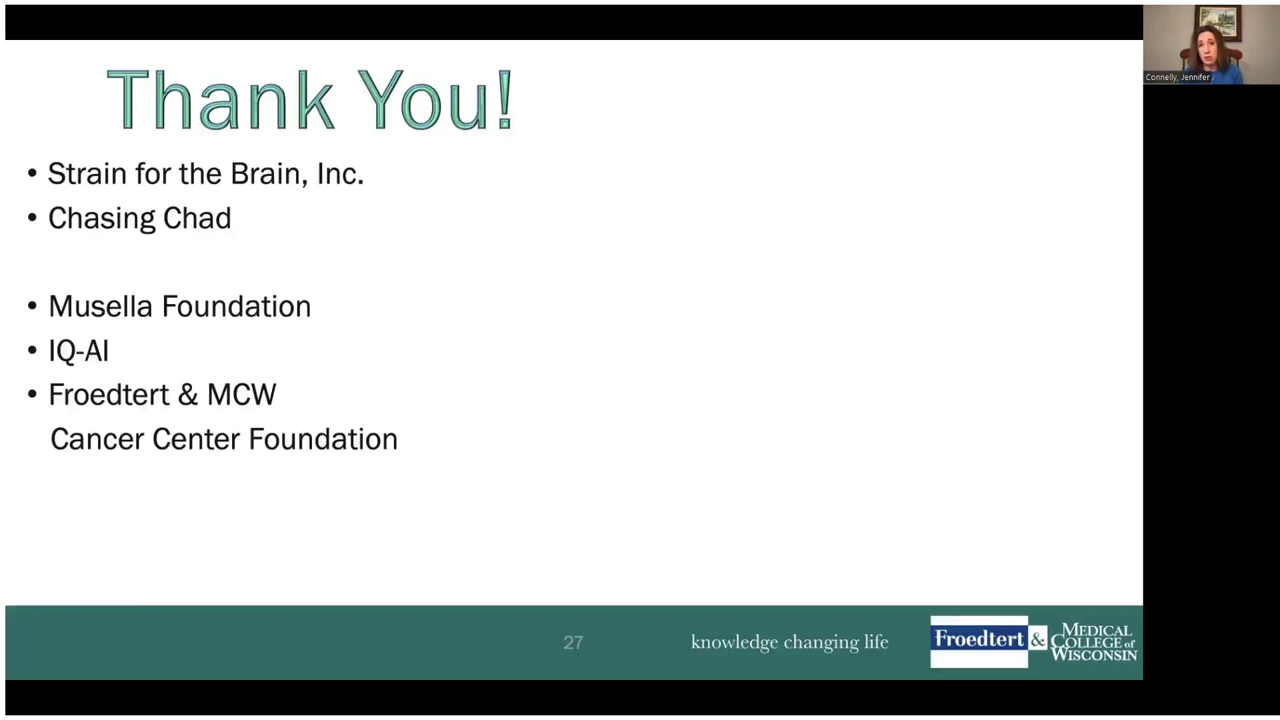 Thank You!
• Strain for the Brain, Inc.
• Chasing Chad
• Musella Foundation
• IQ-AI
• Froedtert & MCW
Cancer Center Foundation
27
knowledge changing life
Froedtert &
MEDICAL
COLLEGE of
WISCONSIN
Connelly, Jennifer